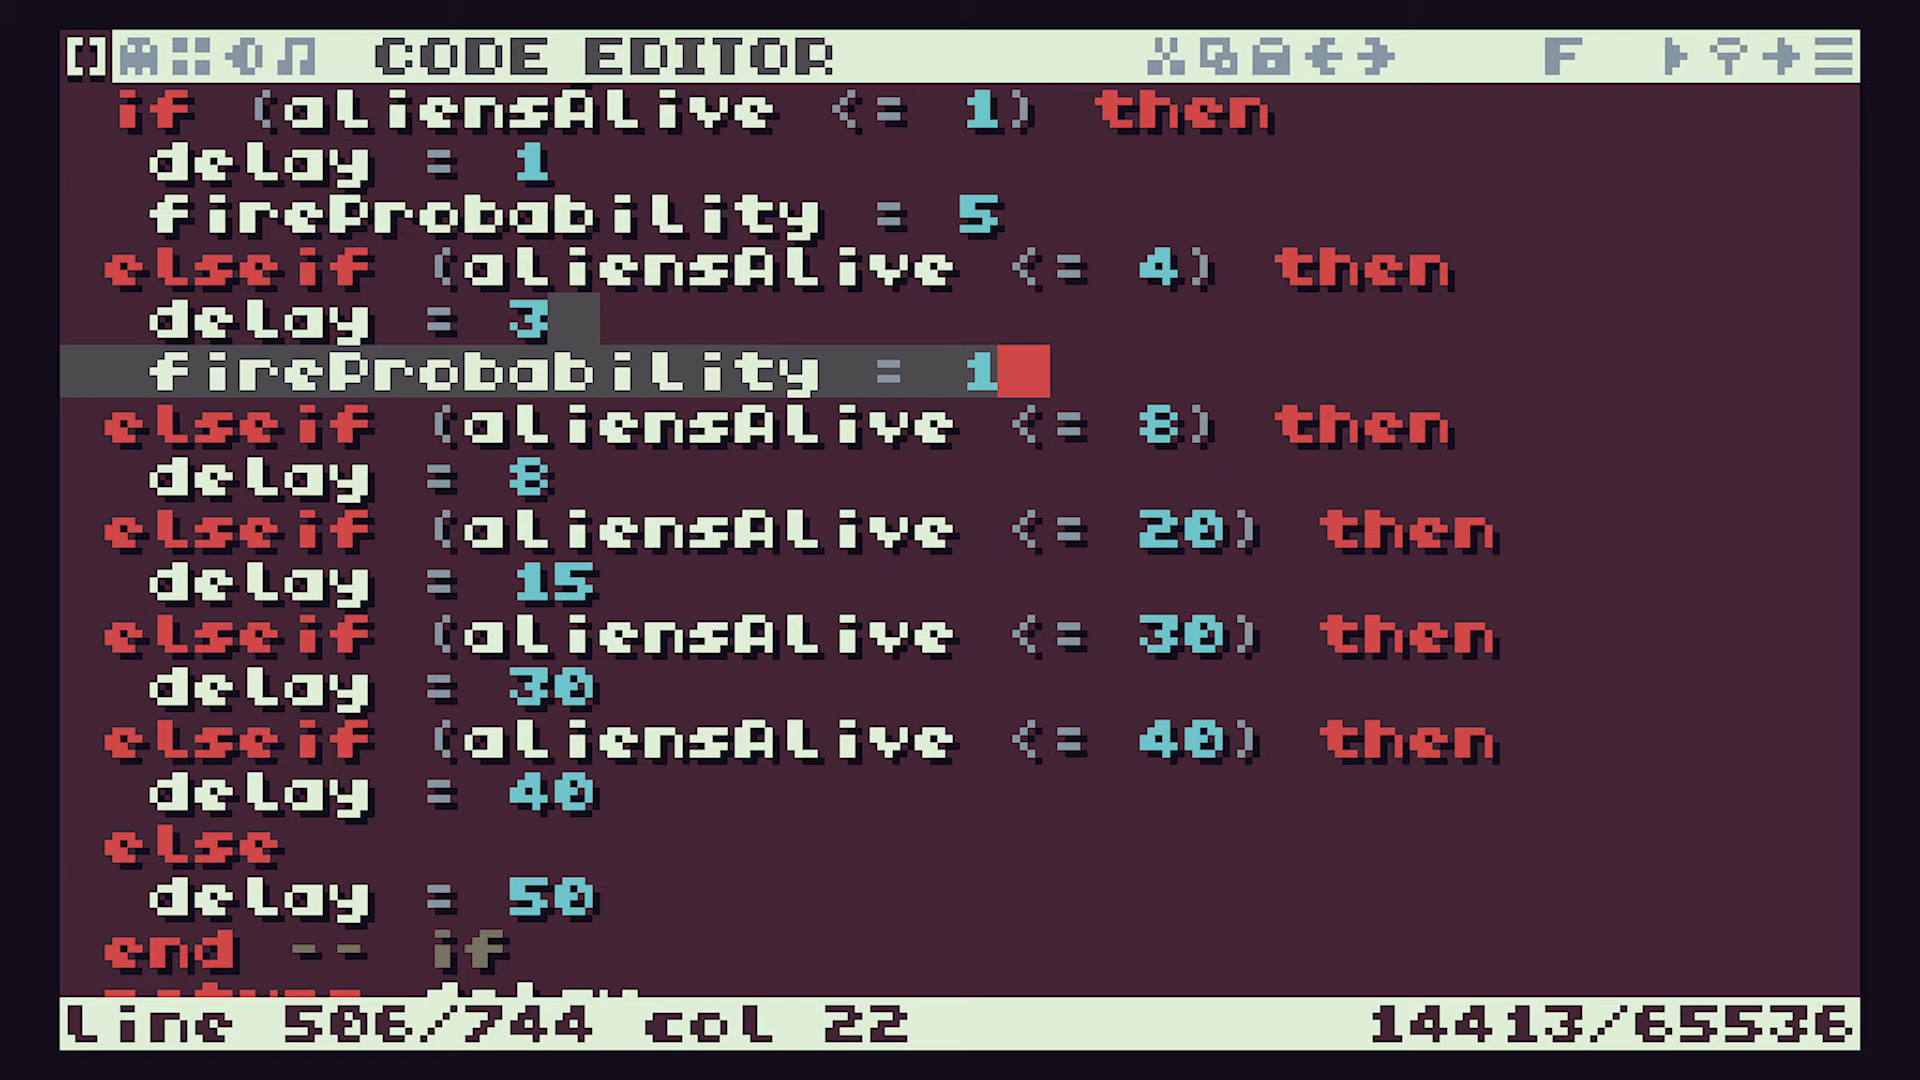 [] CODE EDITOR F
if (aliensAlive <= 1) then
delay = 1
fireProbability = 5
elseif (aliensAlive <= 4) then
delay = 3
fireProbability = 1
elseif (aliensAlive <= 8) then
delay = 8
elseif (aliensAlive <= 20) then
delay = 15
elseif (aliensAlive <= 30) then
delay = 30
elseif (aliensAlive <= 40) then
delay = 40
else
delay = 50
end -- if
return delay
line 506/744 col 22 14413/65536